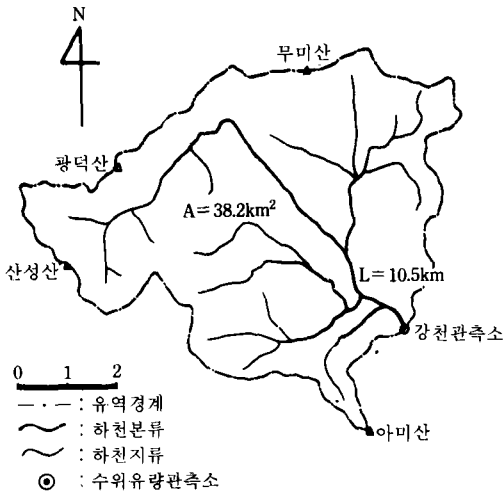 N
무미산
광덕산
A=38.2km²
산성산
L=10.5km
강천관측소
0 1 2
: 유역경계
: 하천본류
: 하천지류
: 수위유량관측소
아미산